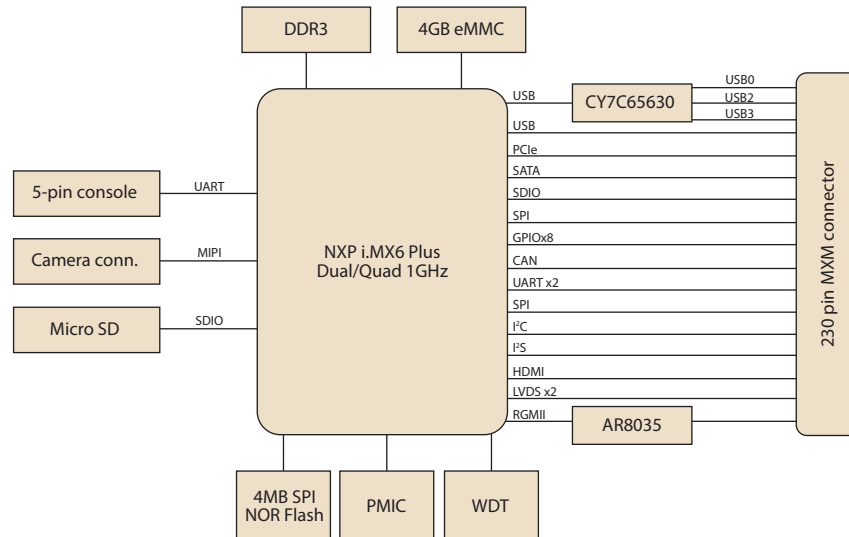 DDR3
4GB eMMC
USB
CY7C65630
USB0
USB2
USB3
USB
PCIe
SATA
SDIO
SPI
GPIOx8
CAN
UART x2
SPI
I²C
I²S
HDMI
LVDS x2
RGMII
AR8035
230 pin MXM connector
5-pin console
UART
Camera conn.
MIPI
Micro SD
SDIO
NXP i.MX6 Plus
Dual/Quad 1GHz
4MB SPI
NOR Flash
PMIC
WDT